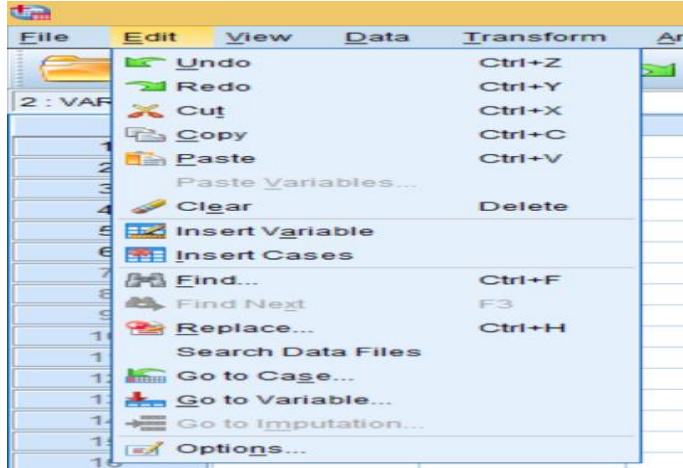 File Edit View Data Transform
2 : VAR
Undo Ctrl+Z
Redo Ctrl+Y
Cut Ctrl+X
Copy Ctrl+C
Paste Ctrl+V
Paste Variables...
Clear Delete
Insert Variable
Insert Cases
Find... Ctrl+F
Find Next F3
Replace... Ctrl+H
Search Data Files
Go to Case...
Go to Variable...
Go to Imputation...
Options...